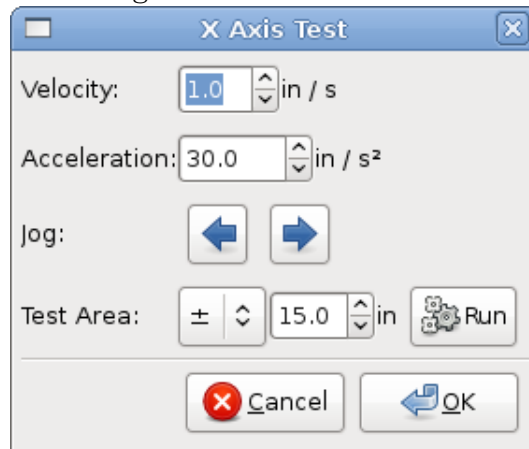 X Axis Test
Velocity: 1.0 in / s
Acceleration: 30.0 in / s²
Jog:
Test Area: ± 15.0 in Run
Cancel OK